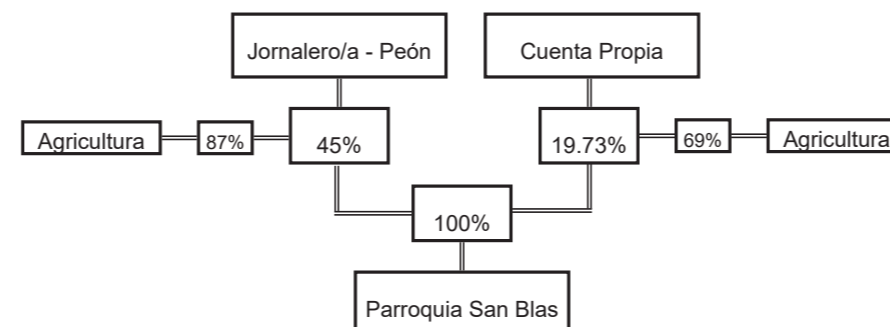 Jornalero/a - Peón
Cuenta Propia
Agricultura
87%
45%
19.73%
69%
Agricultura
100%
Parroquia San Blas